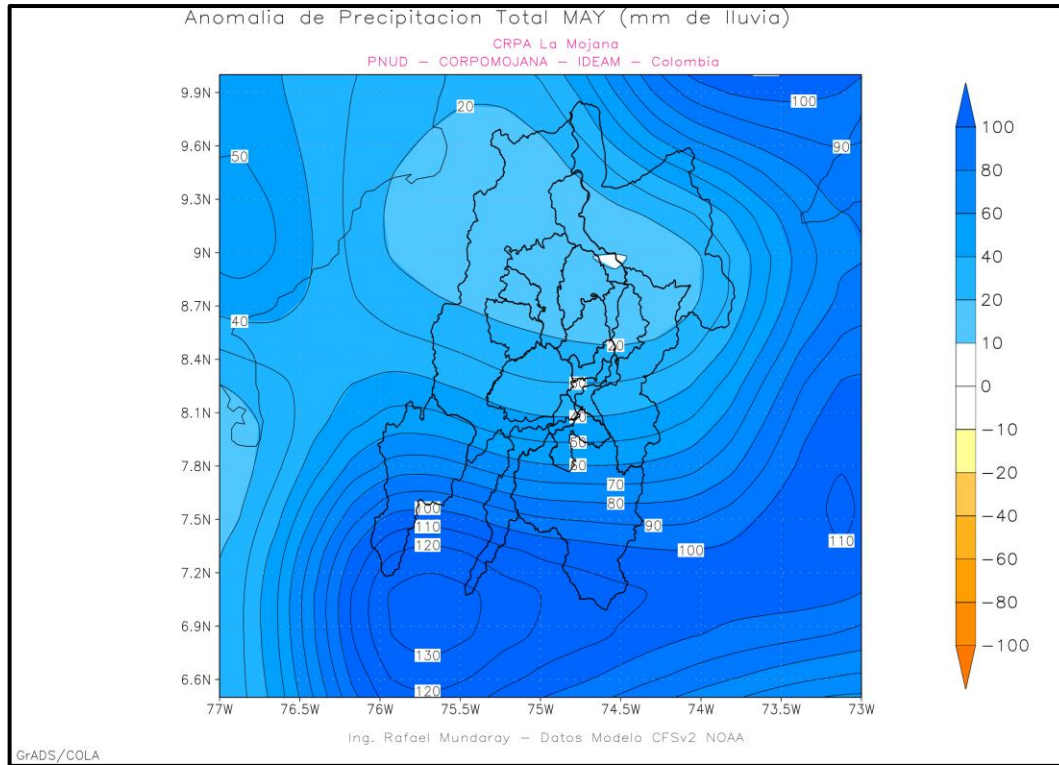 Anomalia de Precipitacion Total MAY (mm de lluvia)
CRPA La Mojana
PNUD – CORPOMOJANA – IDEAM – Colombia
9.9N
9.6N
9.3N
9N
8.7N
8.4N
8.1N
7.8N
7.5N
7.2N
6.9N
6.6N
77W 76.5W 76W 75.5W 75W 74.5W 74W 73.5W 73W
100
20
90
50
40
20
50
60
70
80
90
100
100
110
120
110
130
120
100
80
60
40
20
10
0
−10
−20
−40
−60
−80
−100
Ing. Rafael Mundaray – Datos Modelo CFSv2 NOAA
GrADS/COLA